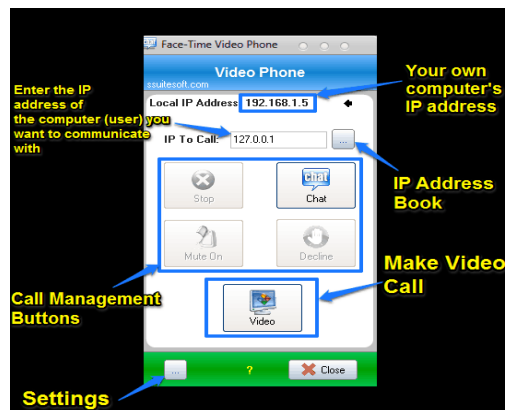 Face-Time Video Phone
Video Phone
ssuitesoft.com
Your own
computer's
IP address
Enter the IP
address of
the computer (user) you
want to communicate
with
Local IP Address 192.168.1.5
IP To Call: 127.0.0.1 ...
IP Address
Book
Stop
Chat
Chat
Mute On
Decline
Make Video
Call
Call Management
Buttons
Video
... ? Close
Settings